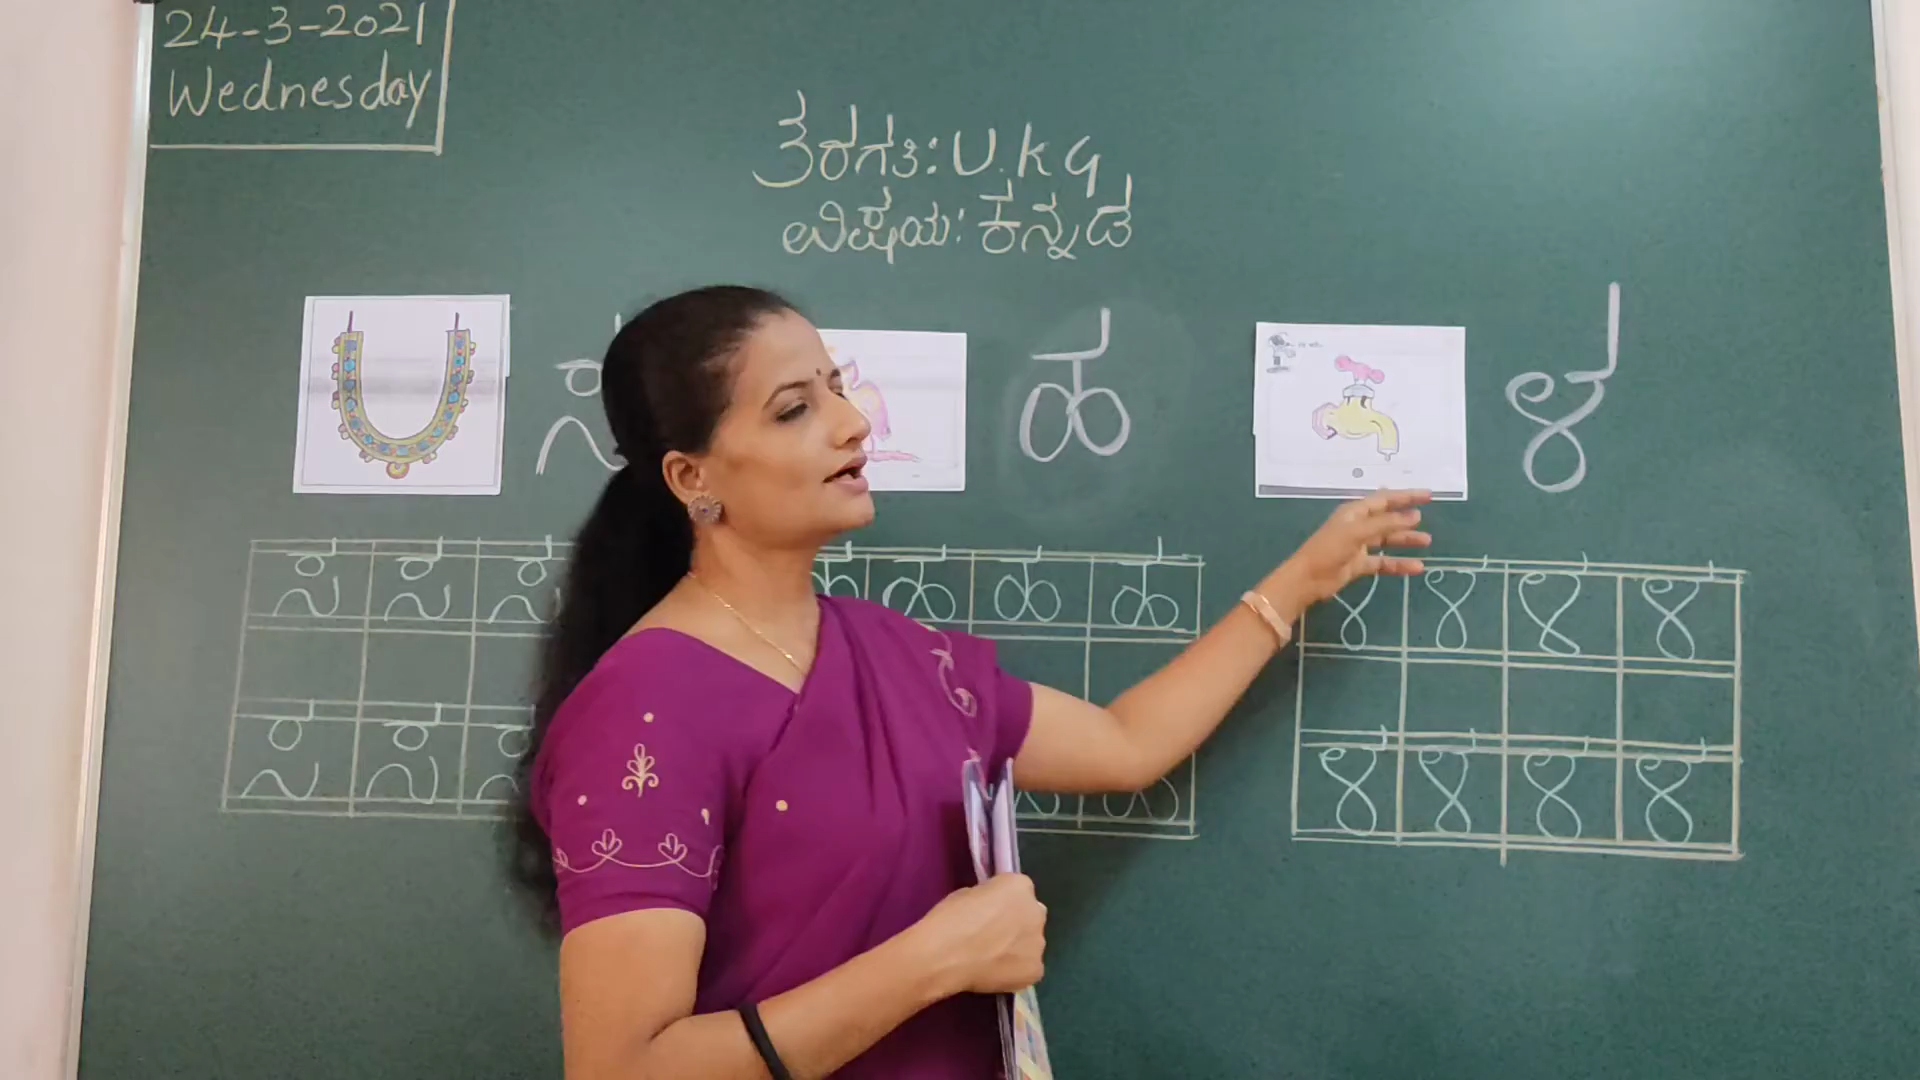 24-3-2021
Wednesday
ತರಗತಿ: U.K.G
ವಿಷಯ: ಕನ್ನಡ
ಸ ಹ ಳ
ಸ ಸ ಸ ಹ ಹ ಹ ಹ ಳ ಳ ಳ ಳ
ಸ ಸ ಸ ಹ ಹ ಳ ಳ ಳ ಳ